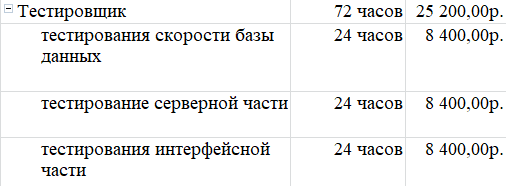 Тестировщик 72 часов 25 200,00р.
тестирования скорости базы 24 часов 8 400,00р.
данных
тестирование серверной части 24 часов 8 400,00р.
тестирования интерфейсной 24 часов 8 400,00р.
части